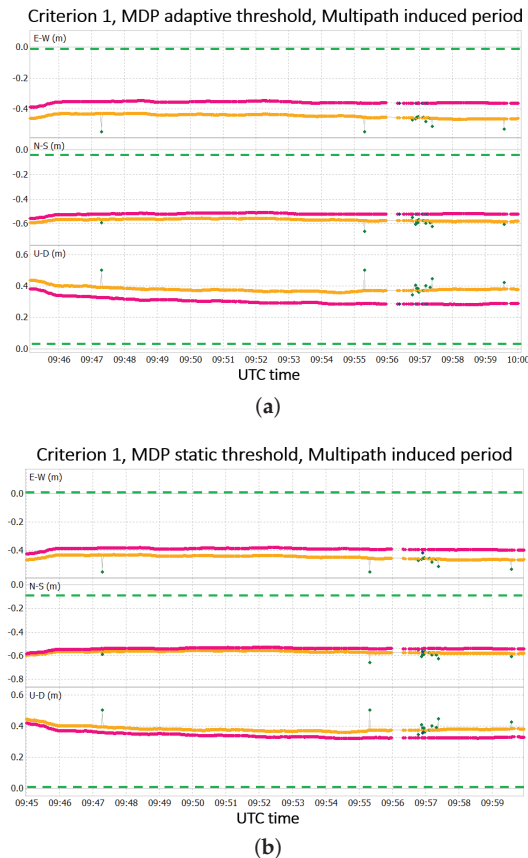 Criterion 1, MDP adaptive threshold, Multipath induced period
E-W (m)
0.0
-0.2
-0.4
0.0
N-S (m)
-0.2
-0.4
-0.6
0.6
U-D (m)
0.4
0.2
0.0
09:46 09:47 09:48 09:49 09:50 09:51 09:52 09:53 09:54 09:55 09:56 09:57 09:58 09:59 10:00
UTC time
(a)
Criterion 1, MDP static threshold, Multipath induced period
E-W (m)
0.0
-0.2
-0.4
0.0
N-S (m)
-0.2
-0.4
-0.6
-0.8
0.6
U-D (m)
0.4
0.2
0.0
09:45 09:46 09:47 09:48 09:49 09:50 09:51 09:52 09:53 09:54 09:55 09:56 09:57 09:58 09:59
UTC time
(b)